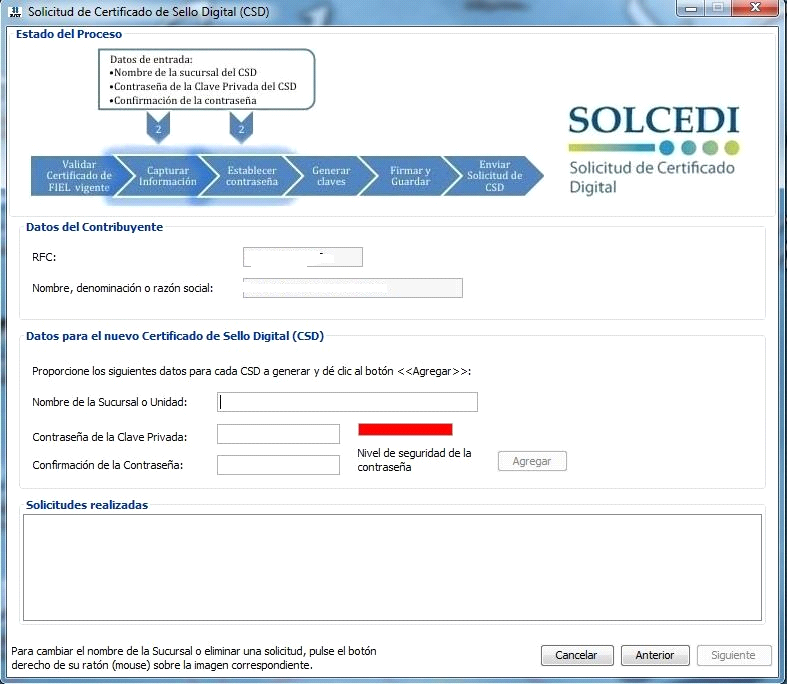 Solicitud de Certificado de Sello Digital (CSD)
Estado del Proceso
Datos de entrada:
•Nombre de la sucursal del CSD
•Contraseña de la Clave Privada del CSD
•Confirmación de la contraseña
2
2
Validar
Certificado de
FIEL vigente
Capturar
Información
Establecer
contraseña
Generar
claves
Firmar y
Guardar
Enviar
Solicitud de
CSD
SOLCEDI
Solicitud de Certificado
Digital
Datos del Contribuyente
RFC:
Nombre, denominación o razón social:
Datos para el nuevo Certificado de Sello Digital (CSD)
Proporcione los siguientes datos para cada CSD a generar y dé clic al botón <<Agregar>>:
Nombre de la Sucursal o Unidad:
Contraseña de la Clave Privada:
Confirmación de la Contraseña:
Nivel de seguridad de la
contraseña
Agregar
Solicitudes realizadas
Para cambiar el nombre de la Sucursal o eliminar una solicitud, pulse el botón
derecho de su ratón (mouse) sobre la imagen correspondiente.
Cancelar
Anterior
Siguiente